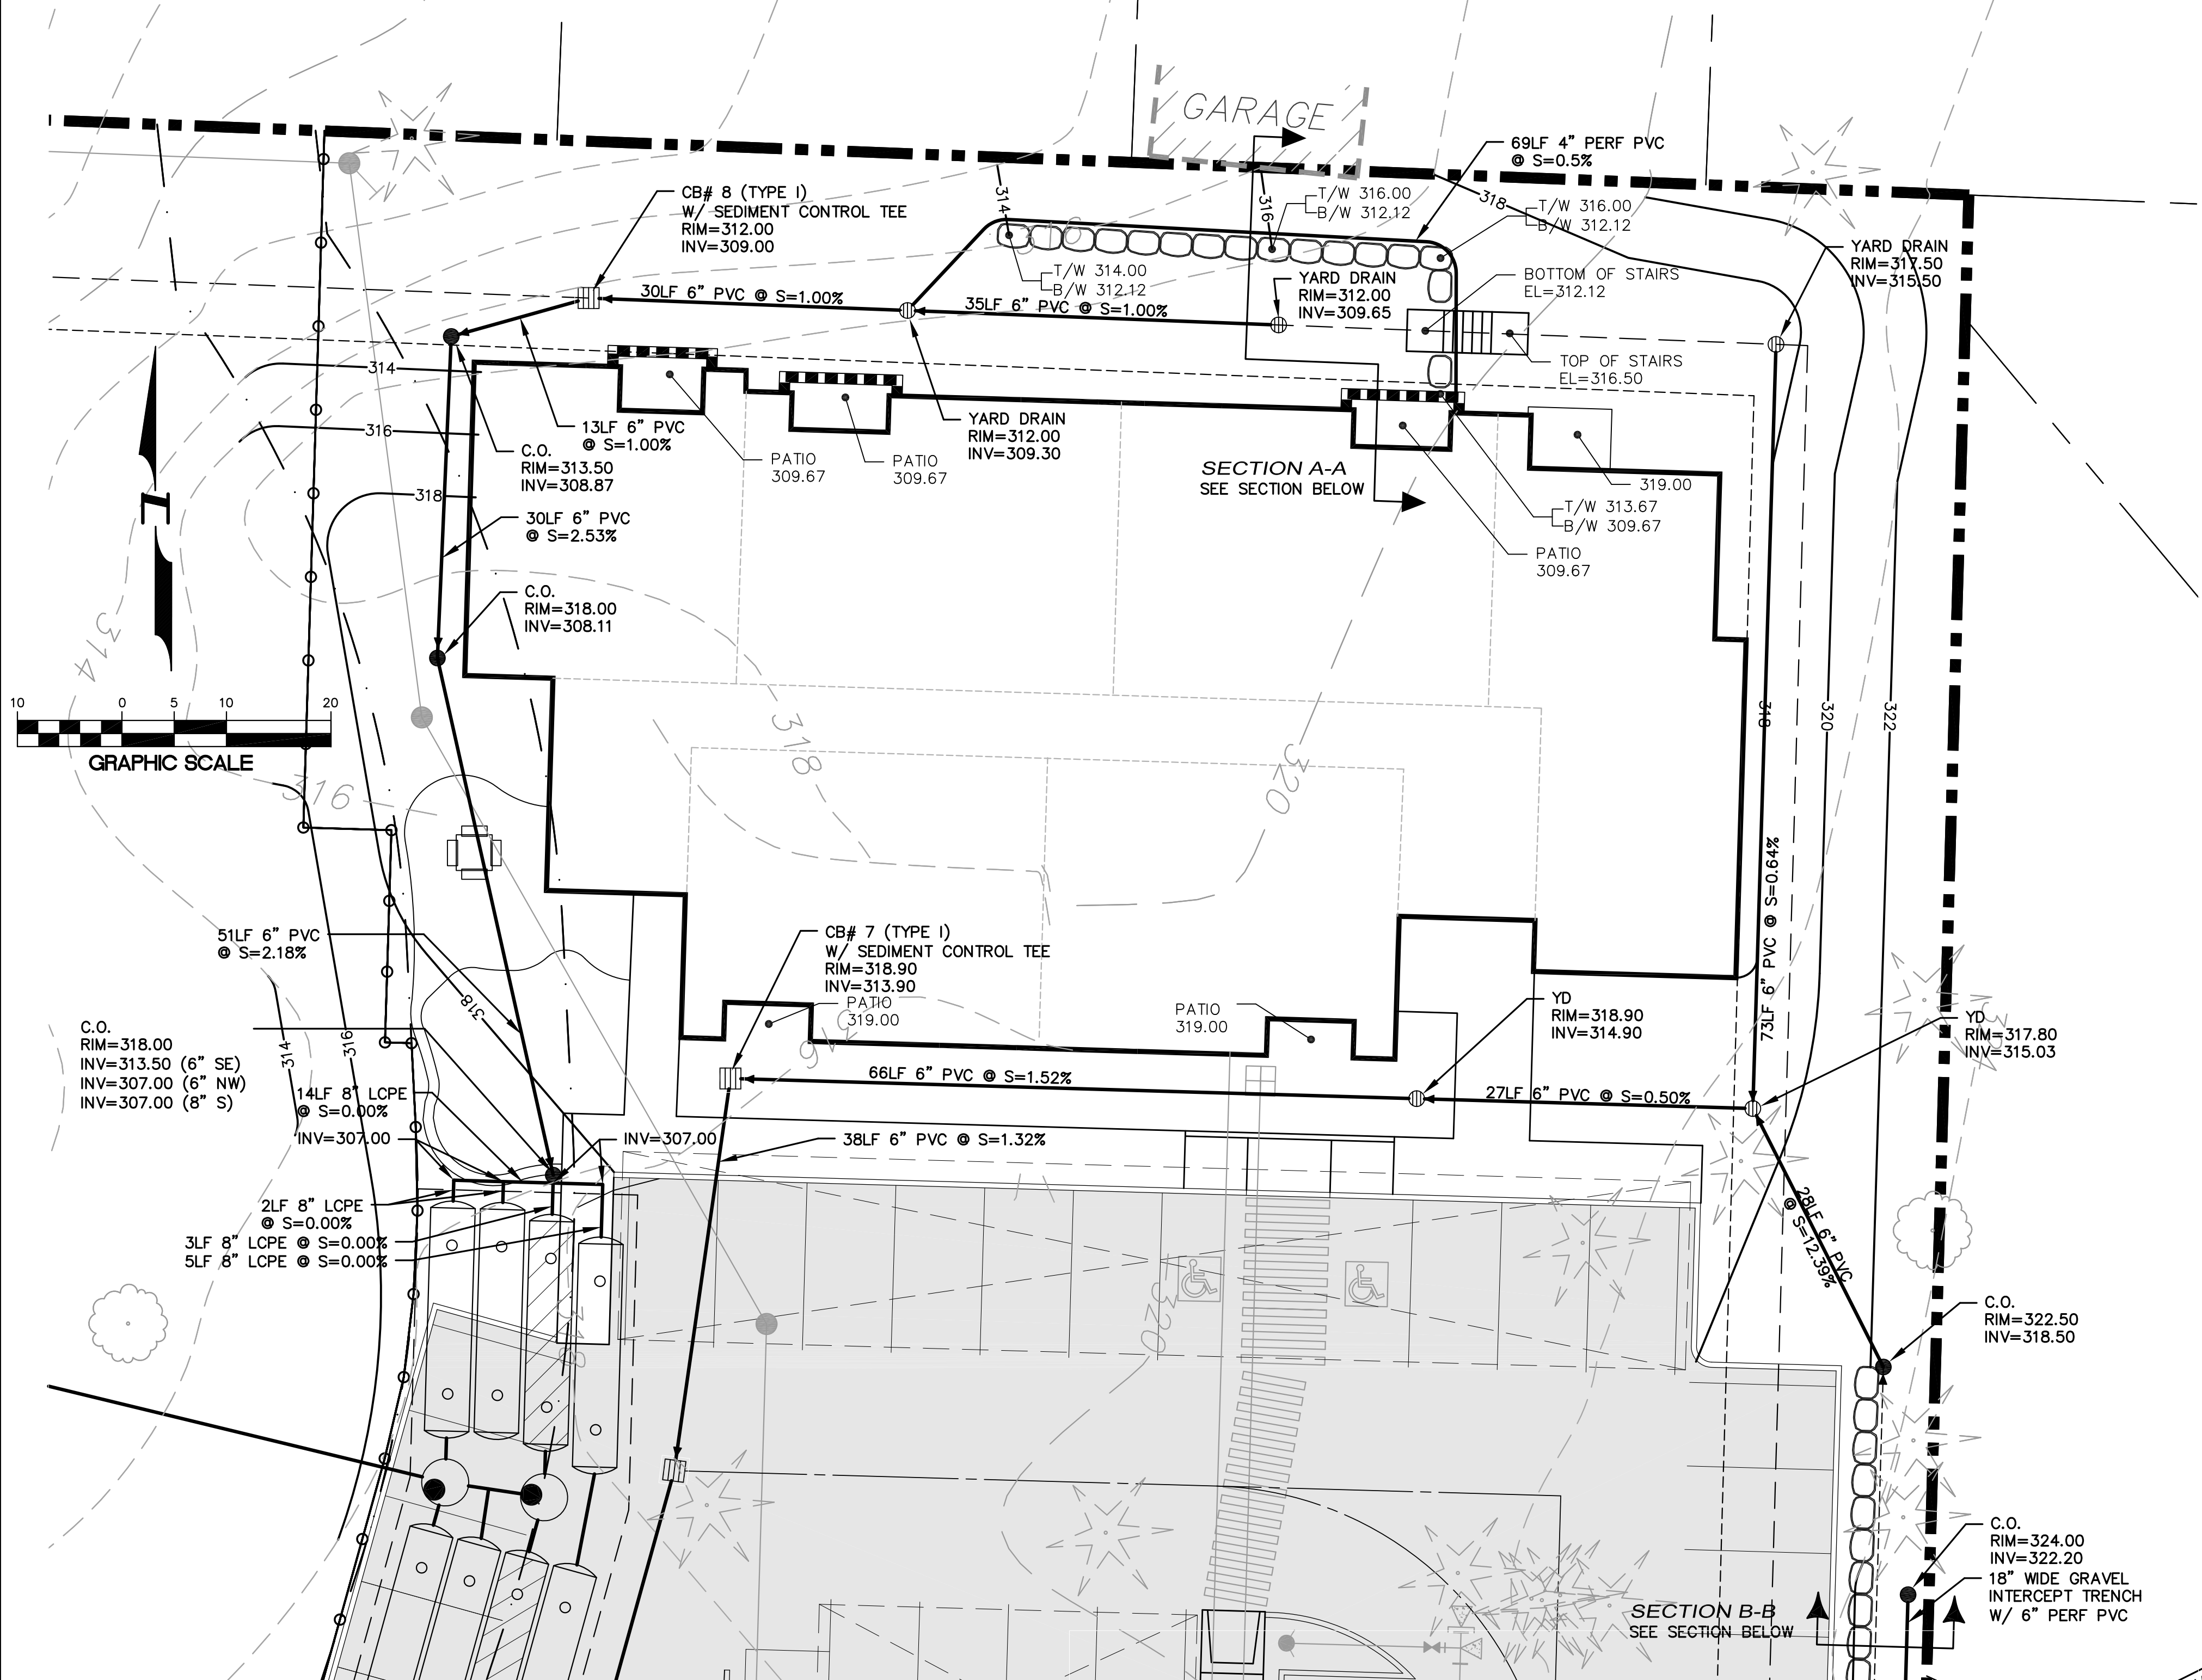 GARAGE
69LF 4" PERF PVC
@ S=0.5%
CB# 8 (TYPE I)
W/ SEDIMENT CONTROL TEE
RIM=312.00
INV=309.00
314
316
T/W 316.00
B/W 312.12
318
T/W 316.00
B/W 312.12
316
YARD DRAIN
RIM=317.50
INV=315.50
T/W 314.00
B/W 312.12
YARD DRAIN
RIM=312.00
INV=309.65
BOTTOM OF STAIRS
EL=312.12
30LF 6" PVC @ S=1.00%
35LF 6" PVC @ S=1.00%
TOP OF STAIRS
EL=316.50
314
316
318
13LF 6" PVC
@ S=1.00%
C.O.
RIM=313.50
INV=308.87
PATIO
309.67
PATIO
309.67
YARD DRAIN
RIM=312.00
INV=309.30
SECTION A-A
SEE SECTION BELOW
319.00
T/W 313.67
B/W 309.67
PATIO
309.67
30LF 6" PVC
@ S=2.53%
C.O.
RIM=318.00
INV=308.11
314
10 0 5 10 20
GRAPHIC SCALE
316
318
320
318
320
322
73LF 6" PVC @ S=0.64%
51LF 6" PVC
@ S=2.18%
CB# 7 (TYPE I)
W/ SEDIMENT CONTROL TEE
RIM=318.90
INV=313.90
PATIO
319.00
316
PATIO
319.00
YD
RIM=318.90
INV=314.90
YD
RIM=317.80
INV=315.03
318
314
316
C.O.
RIM=318.00
INV=313.50 (6" SE)
INV=307.00 (6" NW)
INV=307.00 (8" S)
14LF 8" LCPE
@ S=0.00%
INV=307.00
INV=307.00
66LF 6" PVC @ S=1.52%
27LF 6" PVC @ S=0.50%
38LF 6" PVC @ S=1.32%
2LF 8" LCPE
@ S=0.00%
3LF 8" LCPE @ S=0.00%
5LF 8" LCPE @ S=0.00%
28LF 6" PVC
@ S=12.39%
318
320
C.O.
RIM=322.50
INV=318.50
C.O.
RIM=324.00
INV=322.20
18" WIDE GRAVEL
INTERCEPT TRENCH
W/ 6" PERF PVC
SECTION B-B
SEE SECTION BELOW